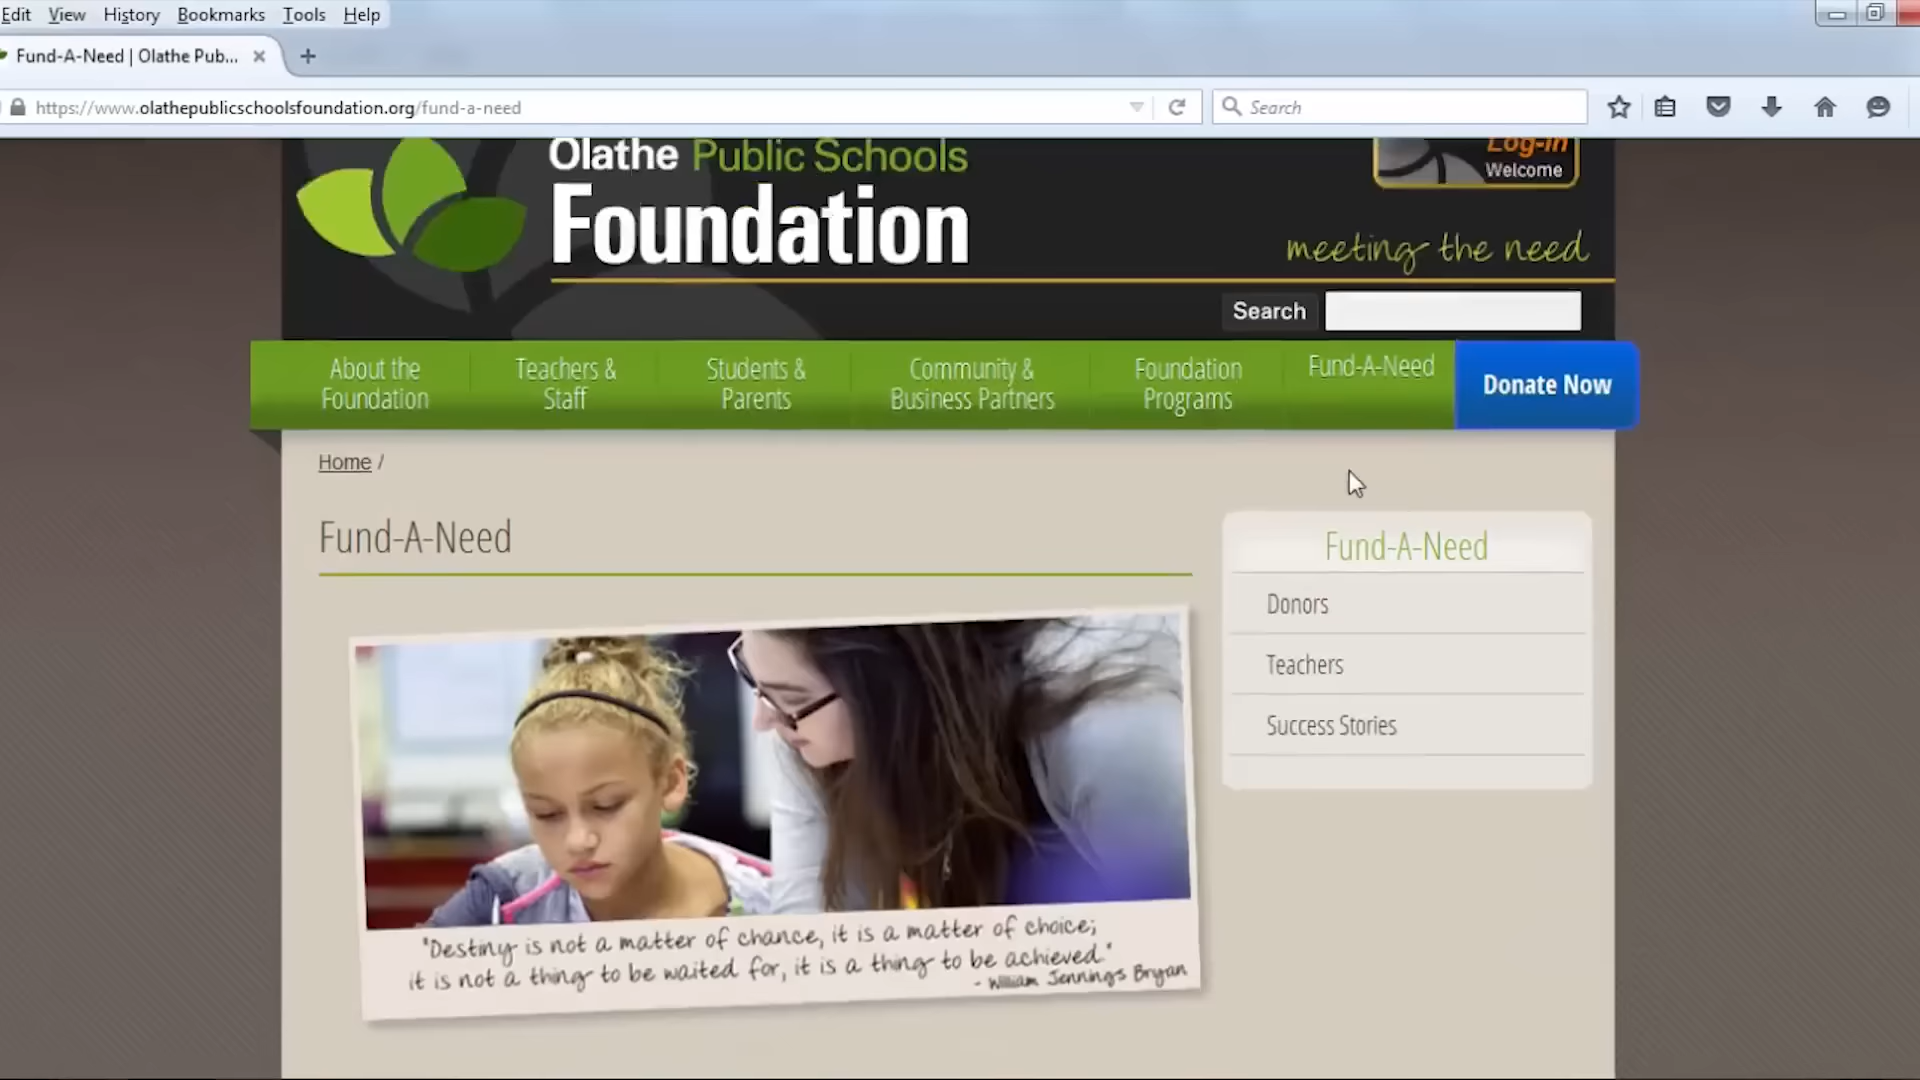 Edit View History Bookmarks Tools Help
Fund-A-Need | Olathe Pub...
https://www.olathepublicschoolsfoundation.org/fund-a-need
Search
Olathe Public Schools
Foundation
Log-In
Welcome
meeting the need
Search
About the
Foundation
Teachers &
Staff
Students &
Parents
Community &
Business Partners
Foundation
Programs
Fund-A-Need
Donate Now
Home /
Fund-A-Need
Fund-A-Need
Donors
Teachers
Success Stories
"Destiny is not a matter of chance, it is a matter of choice;
it is not a thing to be waited for, it is a thing to be achieved."
- William Jennings Bryan